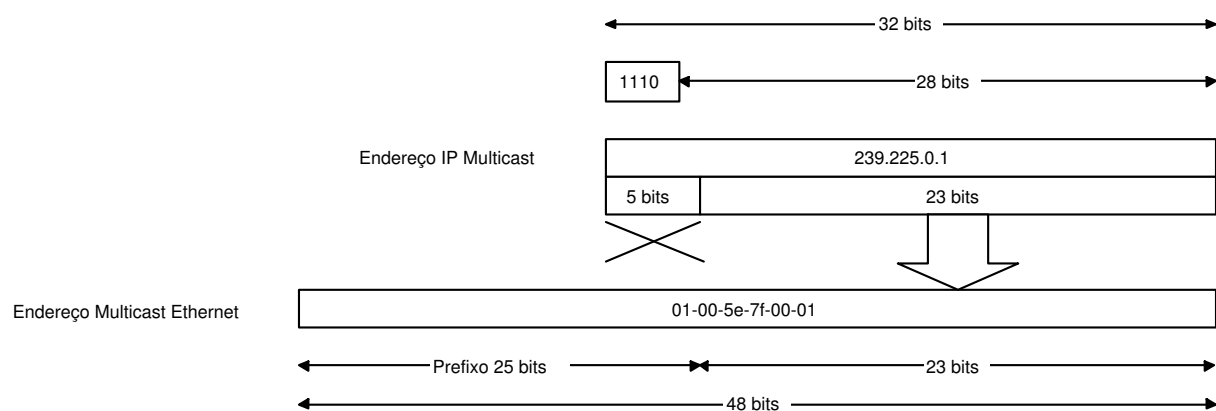 32 bits
1110
28 bits
Endereço IP Multicast
239.225.0.1
5 bits
23 bits
Endereço Multicast Ethernet
01-00-5e-7f-00-01
Prefixo 25 bits
23 bits
48 bits